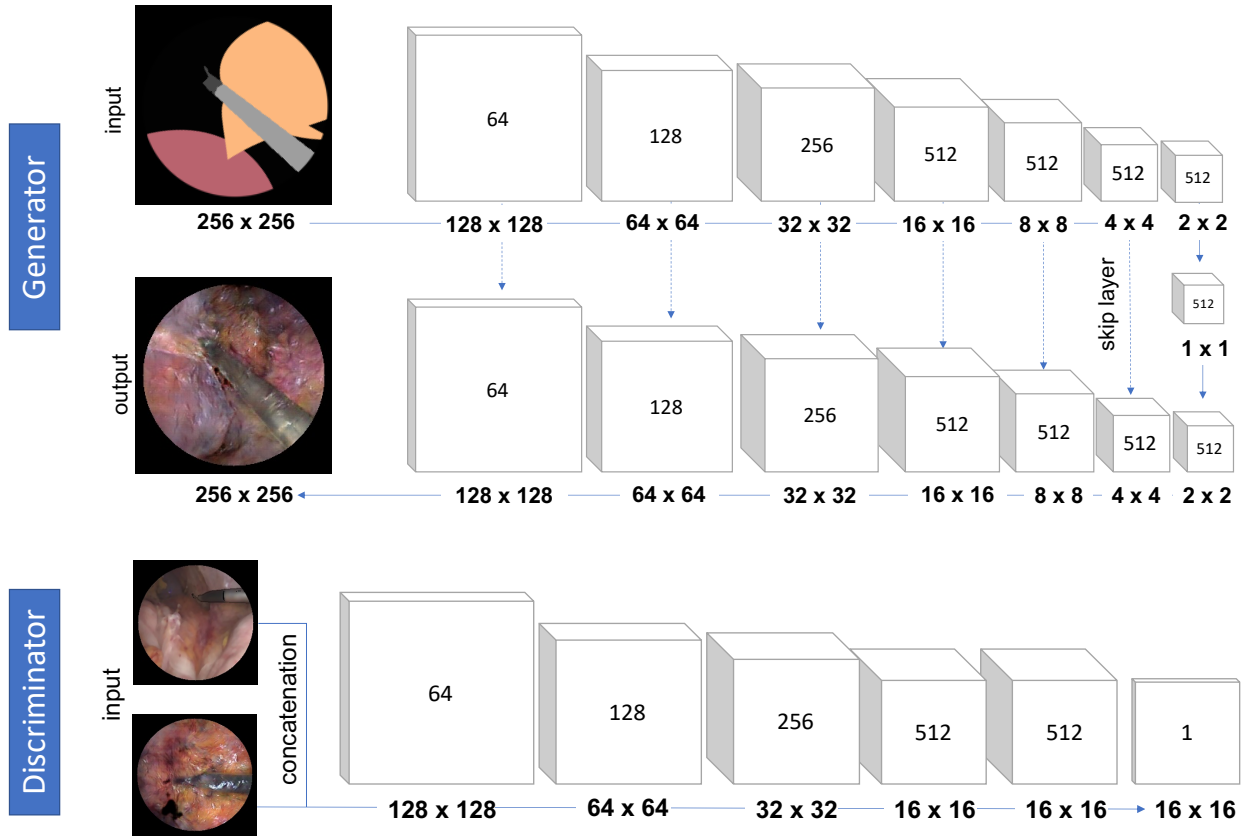 Generator
input
64
128
256
512
512
512
512
256 x 256
128 x 128
64 x 64
32 x 32
16 x 16
8 x 8
4 x 4
2 x 2
skip layer
512
1 x 1
output
64
128
256
512
512
512
512
256 x 256
128 x 128
64 x 64
32 x 32
16 x 16
8 x 8
4 x 4
2 x 2
Discriminator
input
concatenation
64
128
256
512
512
1
128 x 128
64 x 64
32 x 32
16 x 16
16 x 16
16 x 16